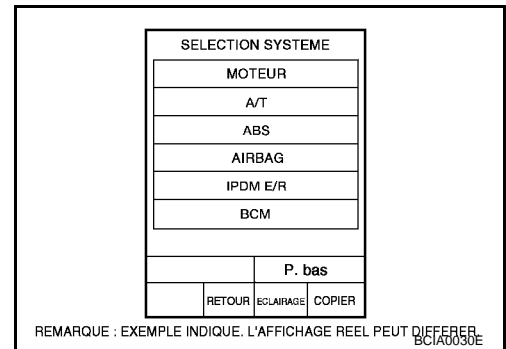 SELECTION SYSTEME
MOTEUR
A/T
ABS
AIRBAG
IPDM E/R
BCM
P. bas
RETOUR ECLAIRAGE COPIER
REMARQUE : EXEMPLE INDIQUE. L'AFFICHAGE REEL PEUT DIFFERER.
BCIA0030E